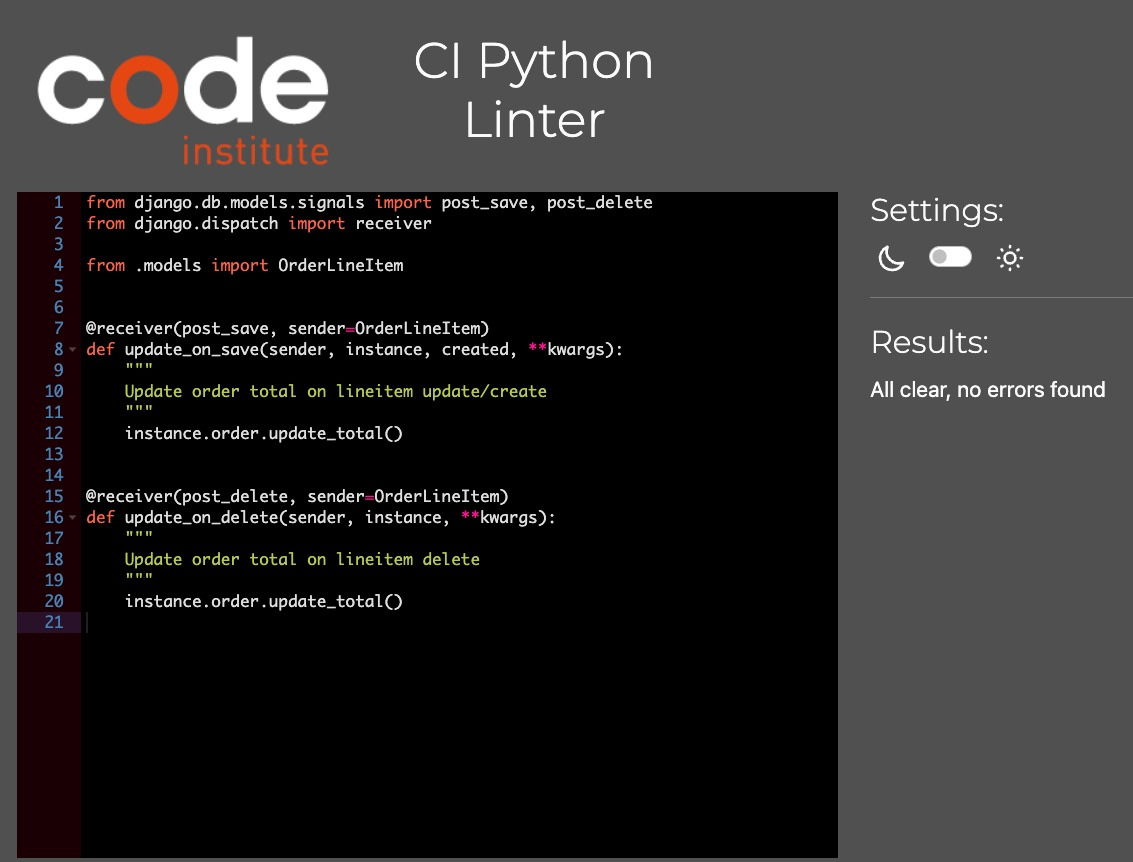 code
institute
CI Python
Linter
1 from django.db.models.signals import post_save, post_delete
2 from django.dispatch import receiver
3
4 from .models import OrderLineItem
5
6
7 @receiver(post_save, sender=OrderLineItem)
8 def update_on_save(sender, instance, created, **kwargs):
9     """
10     Update order total on lineitem update/create
11     """
12     instance.order.update_total()
13
14
15 @receiver(post_delete, sender=OrderLineItem)
16 def update_on_delete(sender, instance, **kwargs):
17     """
18     Update order total on lineitem delete
19     """
20     instance.order.update_total()
21
Settings:
Results:
All clear, no errors found